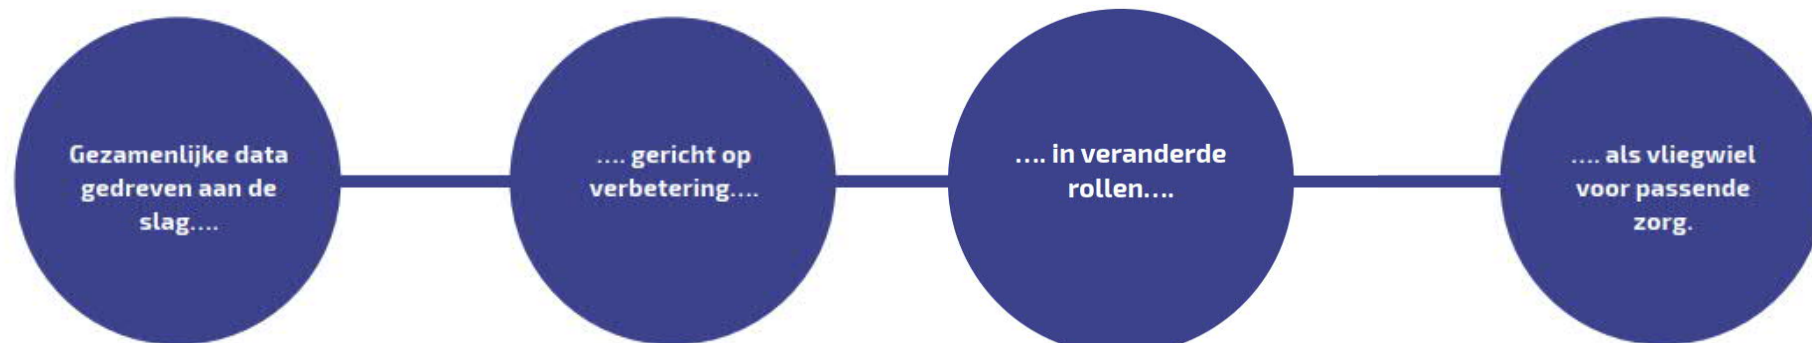 Gezamenlijke data
gedreven aan de
slag....
.... gericht op
verbetering....
.... in veranderde
rollen....
.... als vliegwiel
voor passende
zorg.